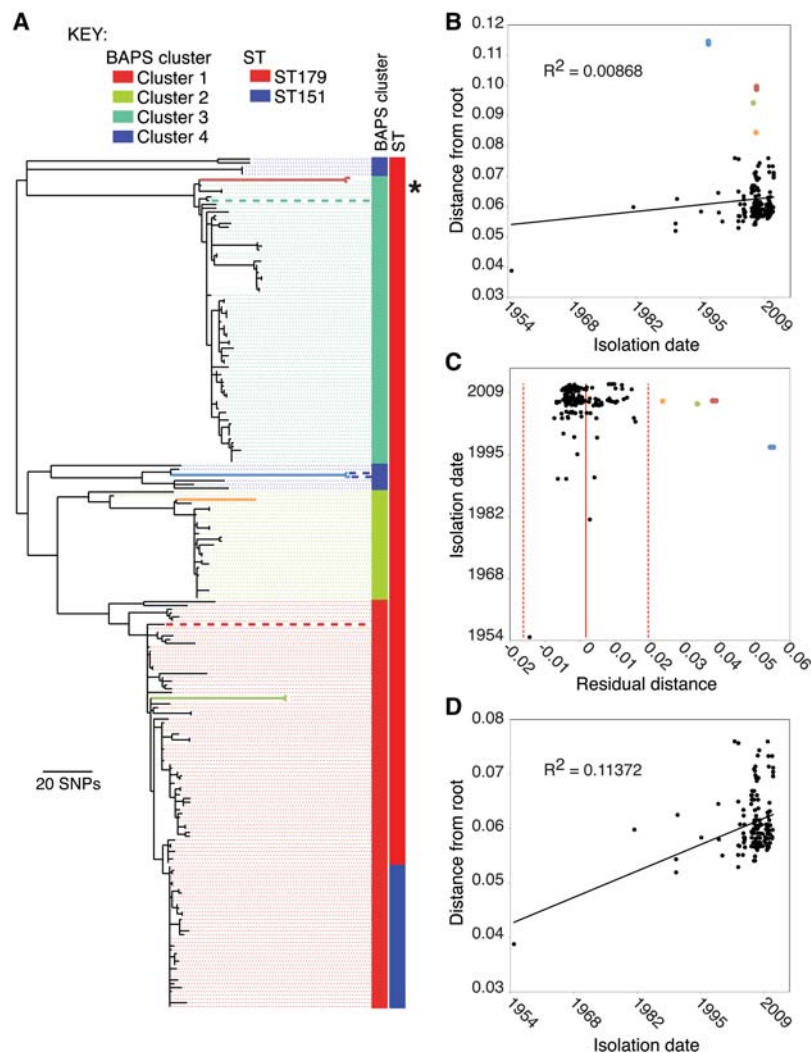 A
KEY:
BAPS cluster
Cluster 1
Cluster 2
Cluster 3
Cluster 4
ST
ST179
ST151
BAPS cluster
ST
*
20 SNPs
B
R2 = 0.00868
Distance from root
0.12
0.11
0.10
0.09
0.08
0.07
0.06
0.05
0.04
0.03
1954
1968
1982
1995
2009
Isolation date
C
Isolation date
2009
1995
1982
1968
1954
-0.02
-0.01
0
0.01
0.02
0.03
0.04
0.05
0.06
Residual distance
D
R2 = 0.11372
Distance from root
0.08
0.07
0.06
0.05
0.04
0.03
1954
1968
1982
1995
2009
Isolation date